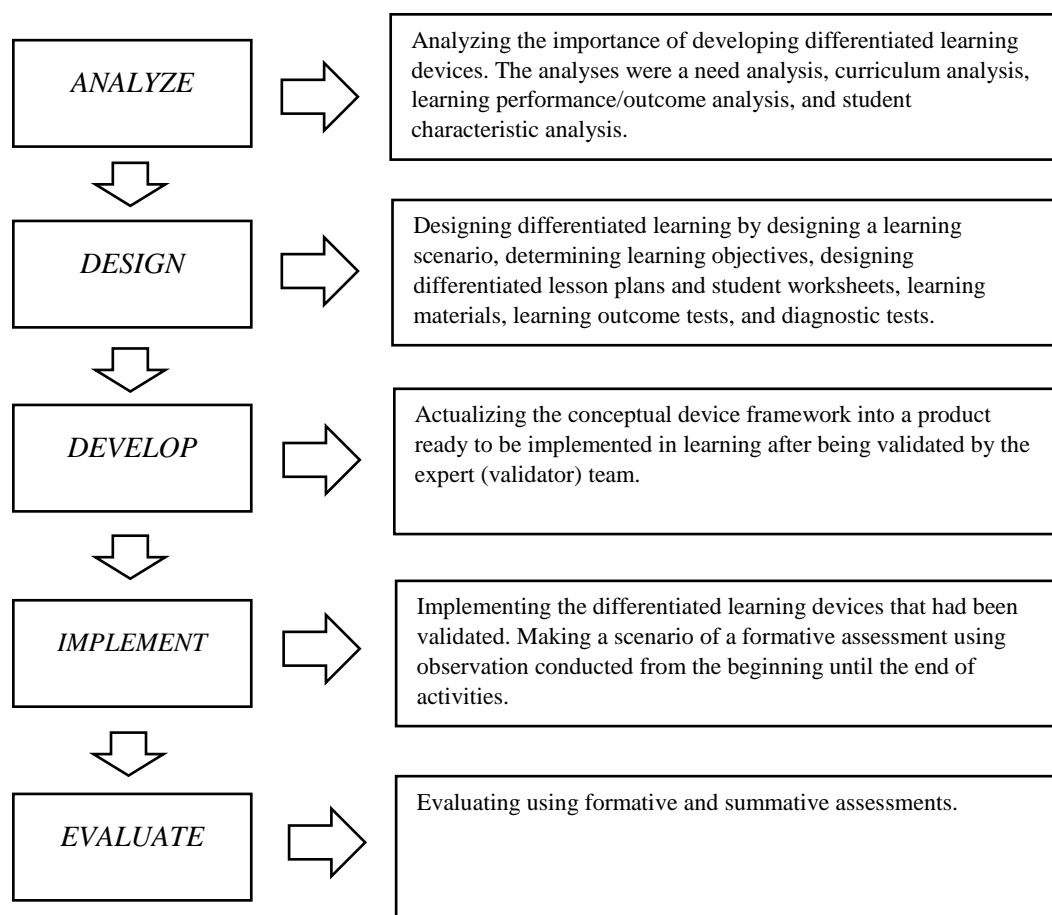 ANALYZE
Analyzing the importance of developing differentiated learning
devices. The analyses were a need analysis, curriculum analysis,
learning performance/outcome analysis, and student
characteristic analysis.
DESIGN
Designing differentiated learning by designing a learning
scenario, determining learning objectives, designing
differentiated lesson plans and student worksheets, learning
materials, learning outcome tests, and diagnostic tests.
DEVELOP
Actualizing the conceptual device framework into a product
ready to be implemented in learning after being validated by the
expert (validator) team.
IMPLEMENT
Implementing the differentiated learning devices that had been
validated. Making a scenario of a formative assessment using
observation conducted from the beginning until the end of
activities.
EVALUATE
Evaluating using formative and summative assessments.